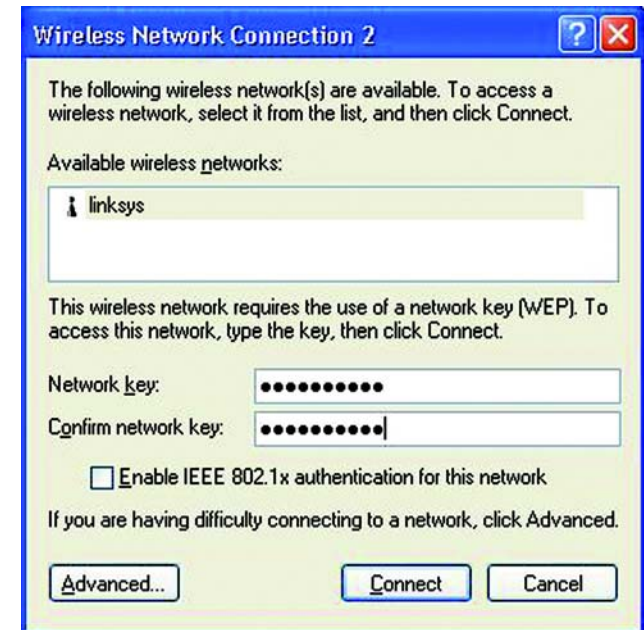 Wireless Network Connection 2
The following wireless network(s) are available. To access a
wireless network, select it from the list, and then click Connect.
Available wireless networks:
linksys
This wireless network requires the use of a network key (WEP). To
access this network, type the key, then click Connect.
Network key: ●●●●●●●●●●
Confirm network key: ●●●●●●●●●●
Enable IEEE 802.1x authentication for this network
If you are having difficulty connecting to a network, click Advanced.
Advanced... Connect Cancel